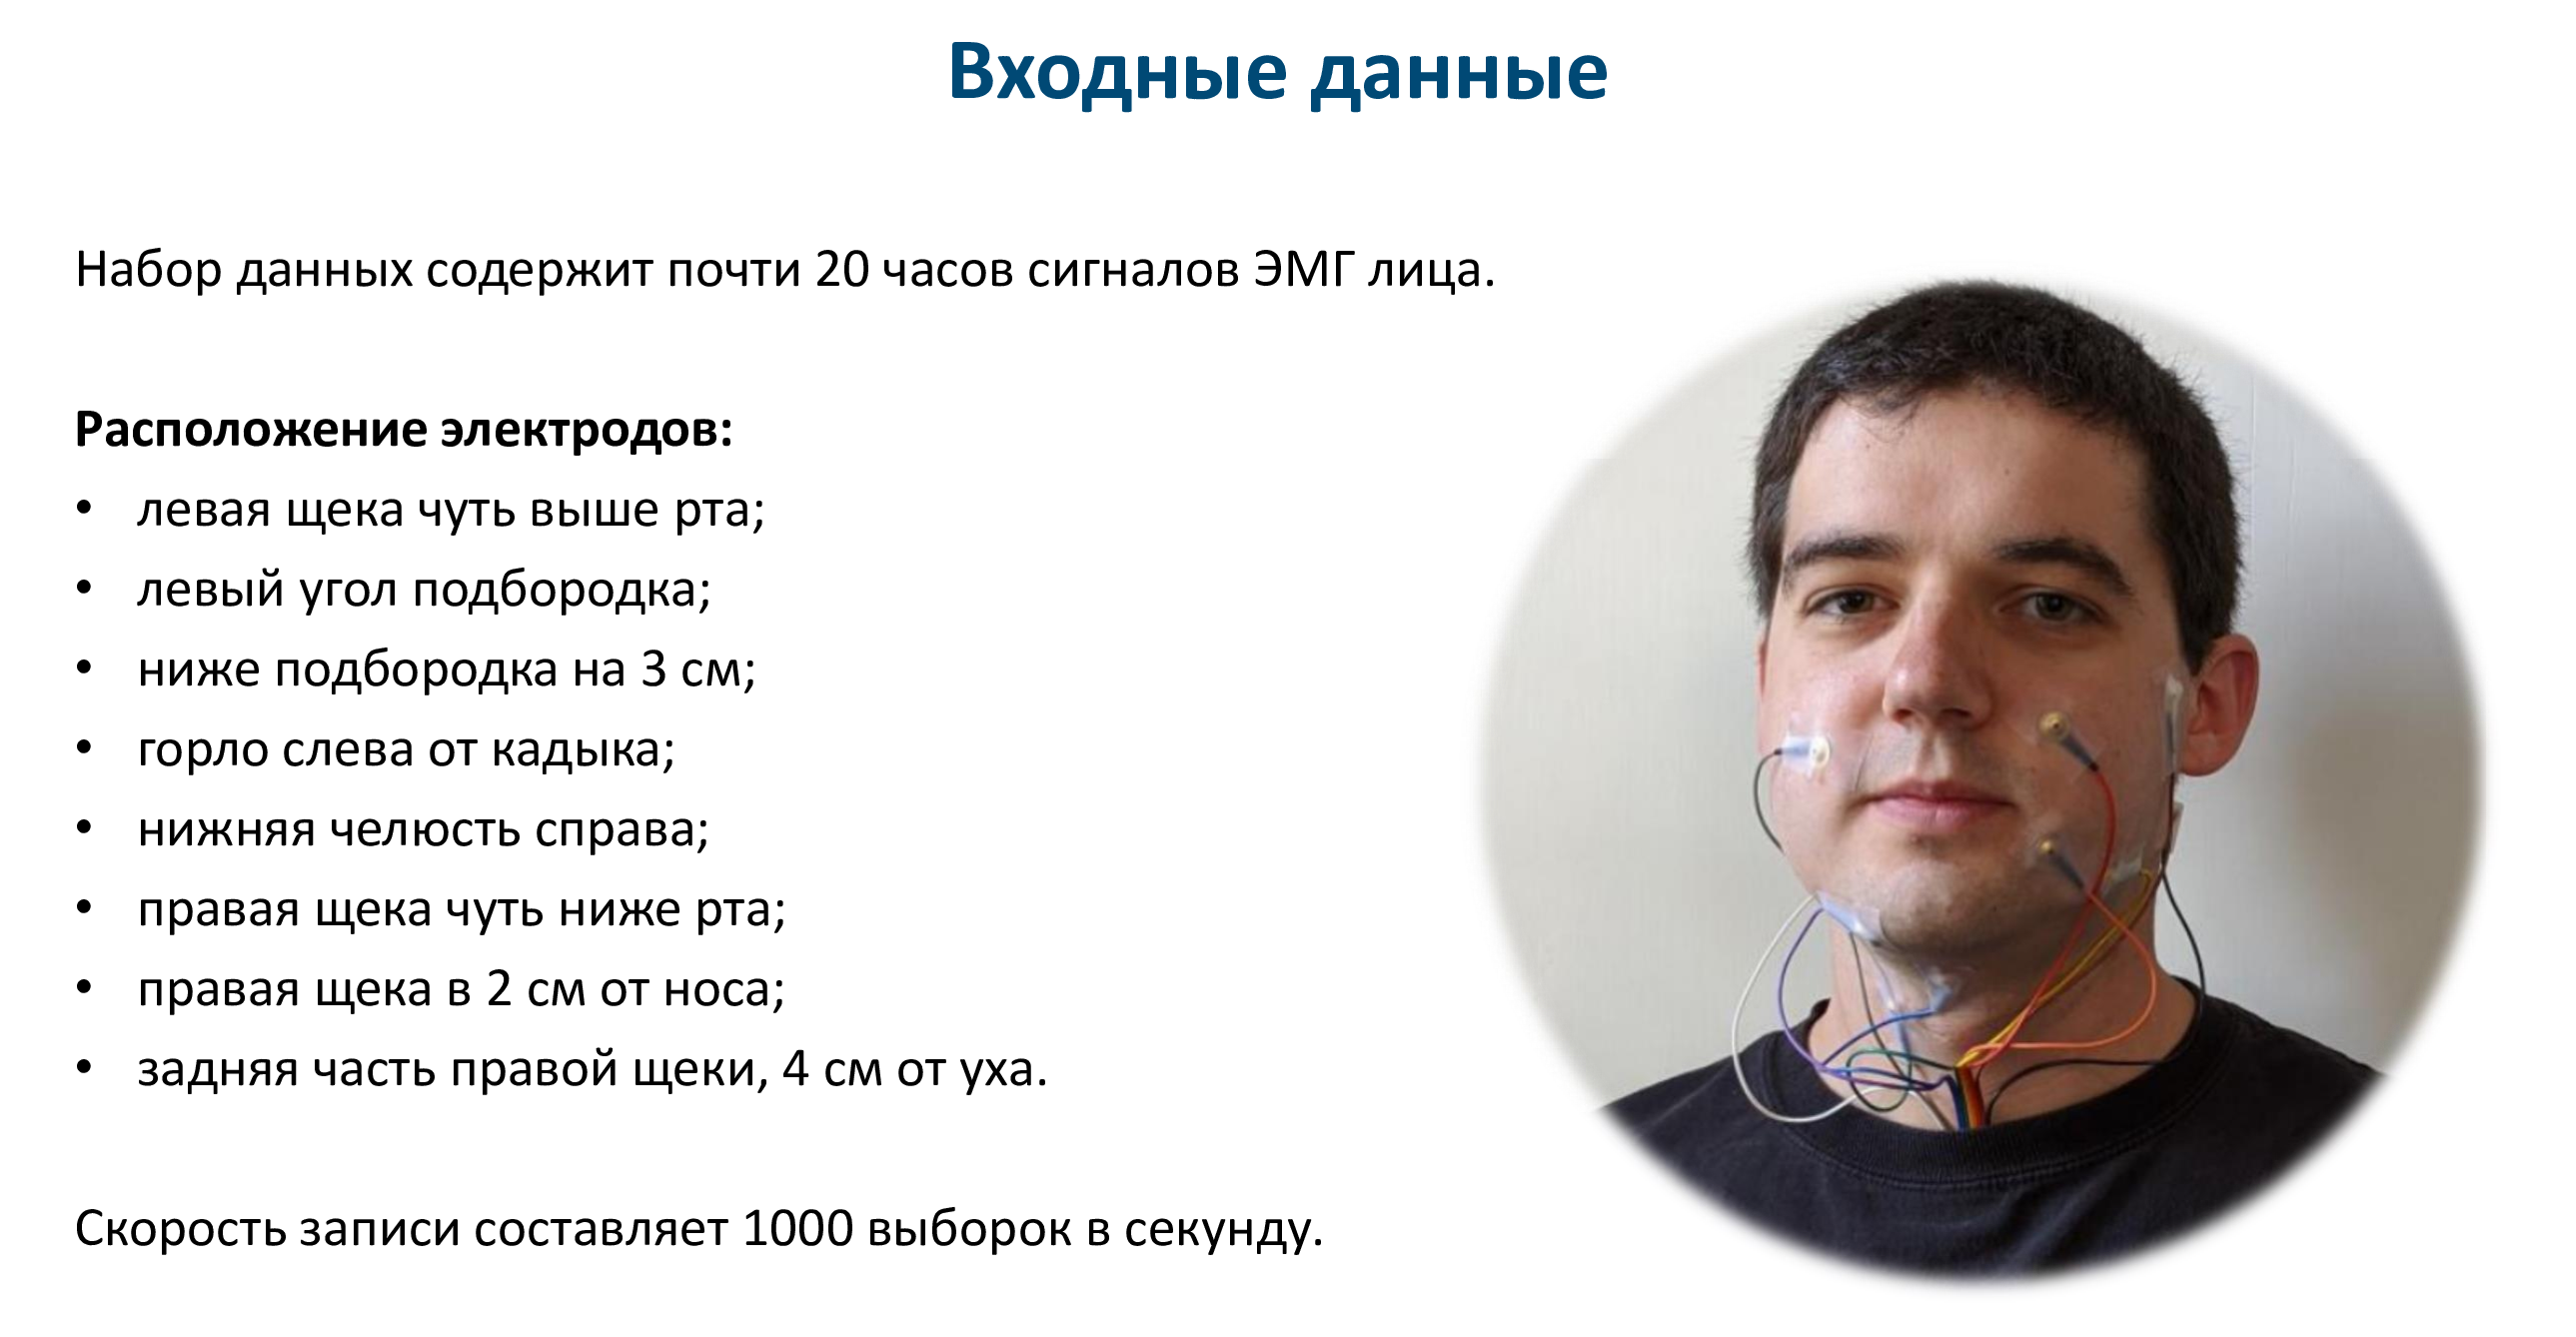 Входные данные
Набор данных содержит почти 20 часов сигналов ЭМГ лица.
Расположение электродов:
• левая щека чуть выше рта;
• левый угол подбородка;
• ниже подбородка на 3 см;
• горло слева от кадыка;
• нижняя челюсть справа;
• правая щека чуть ниже рта;
• правая щека в 2 см от носа;
• задняя часть правой щеки, 4 см от уха.
Скорость записи составляет 1000 выборок в секунду.